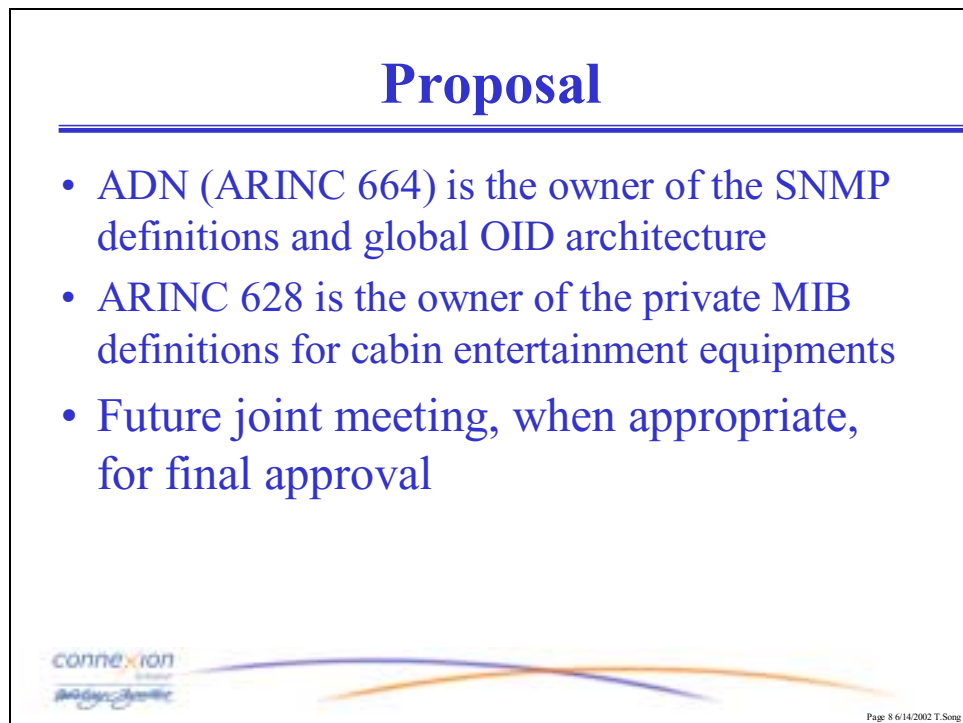 Proposal
• ADN (ARINC 664) is the owner of the SNMP
definitions and global OID architecture
• ARINC 628 is the owner of the private MIB
definitions for cabin entertainment equipments
• Future joint meeting, when appropriate,
for final approval
connexion
Page 8 6/14/2002 T.Song